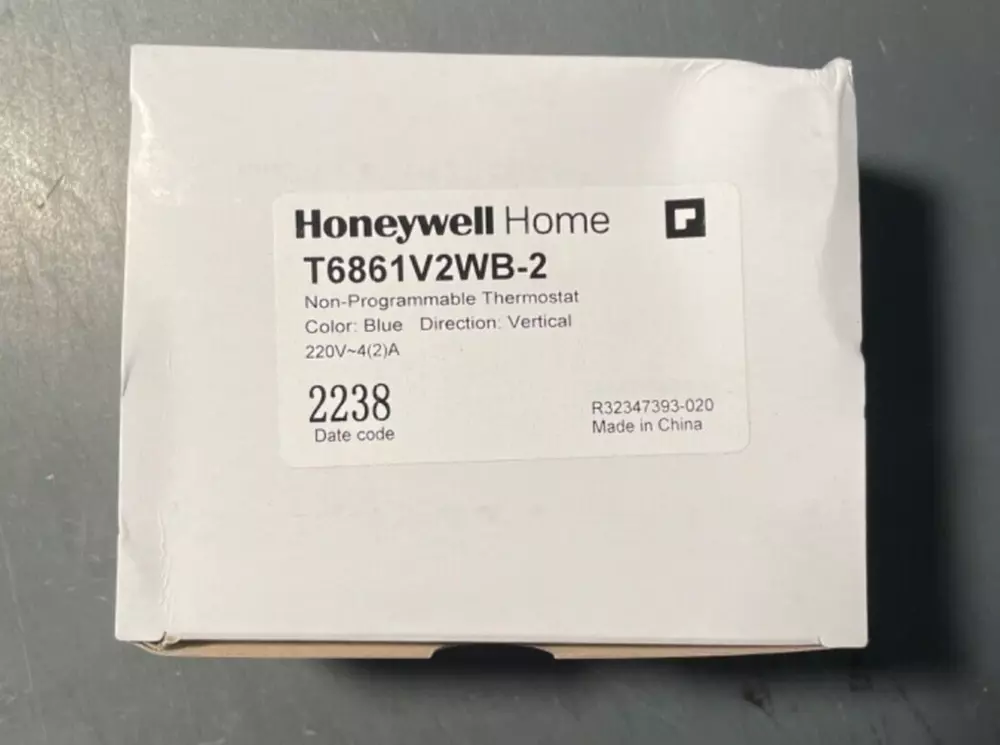 Honeywell Home
T6861V2WB-2
Non-Programmable Thermostat
Color: Blue Direction: Vertical
220V~4(2)A
2238
Date code
R32347393-020
Made in China